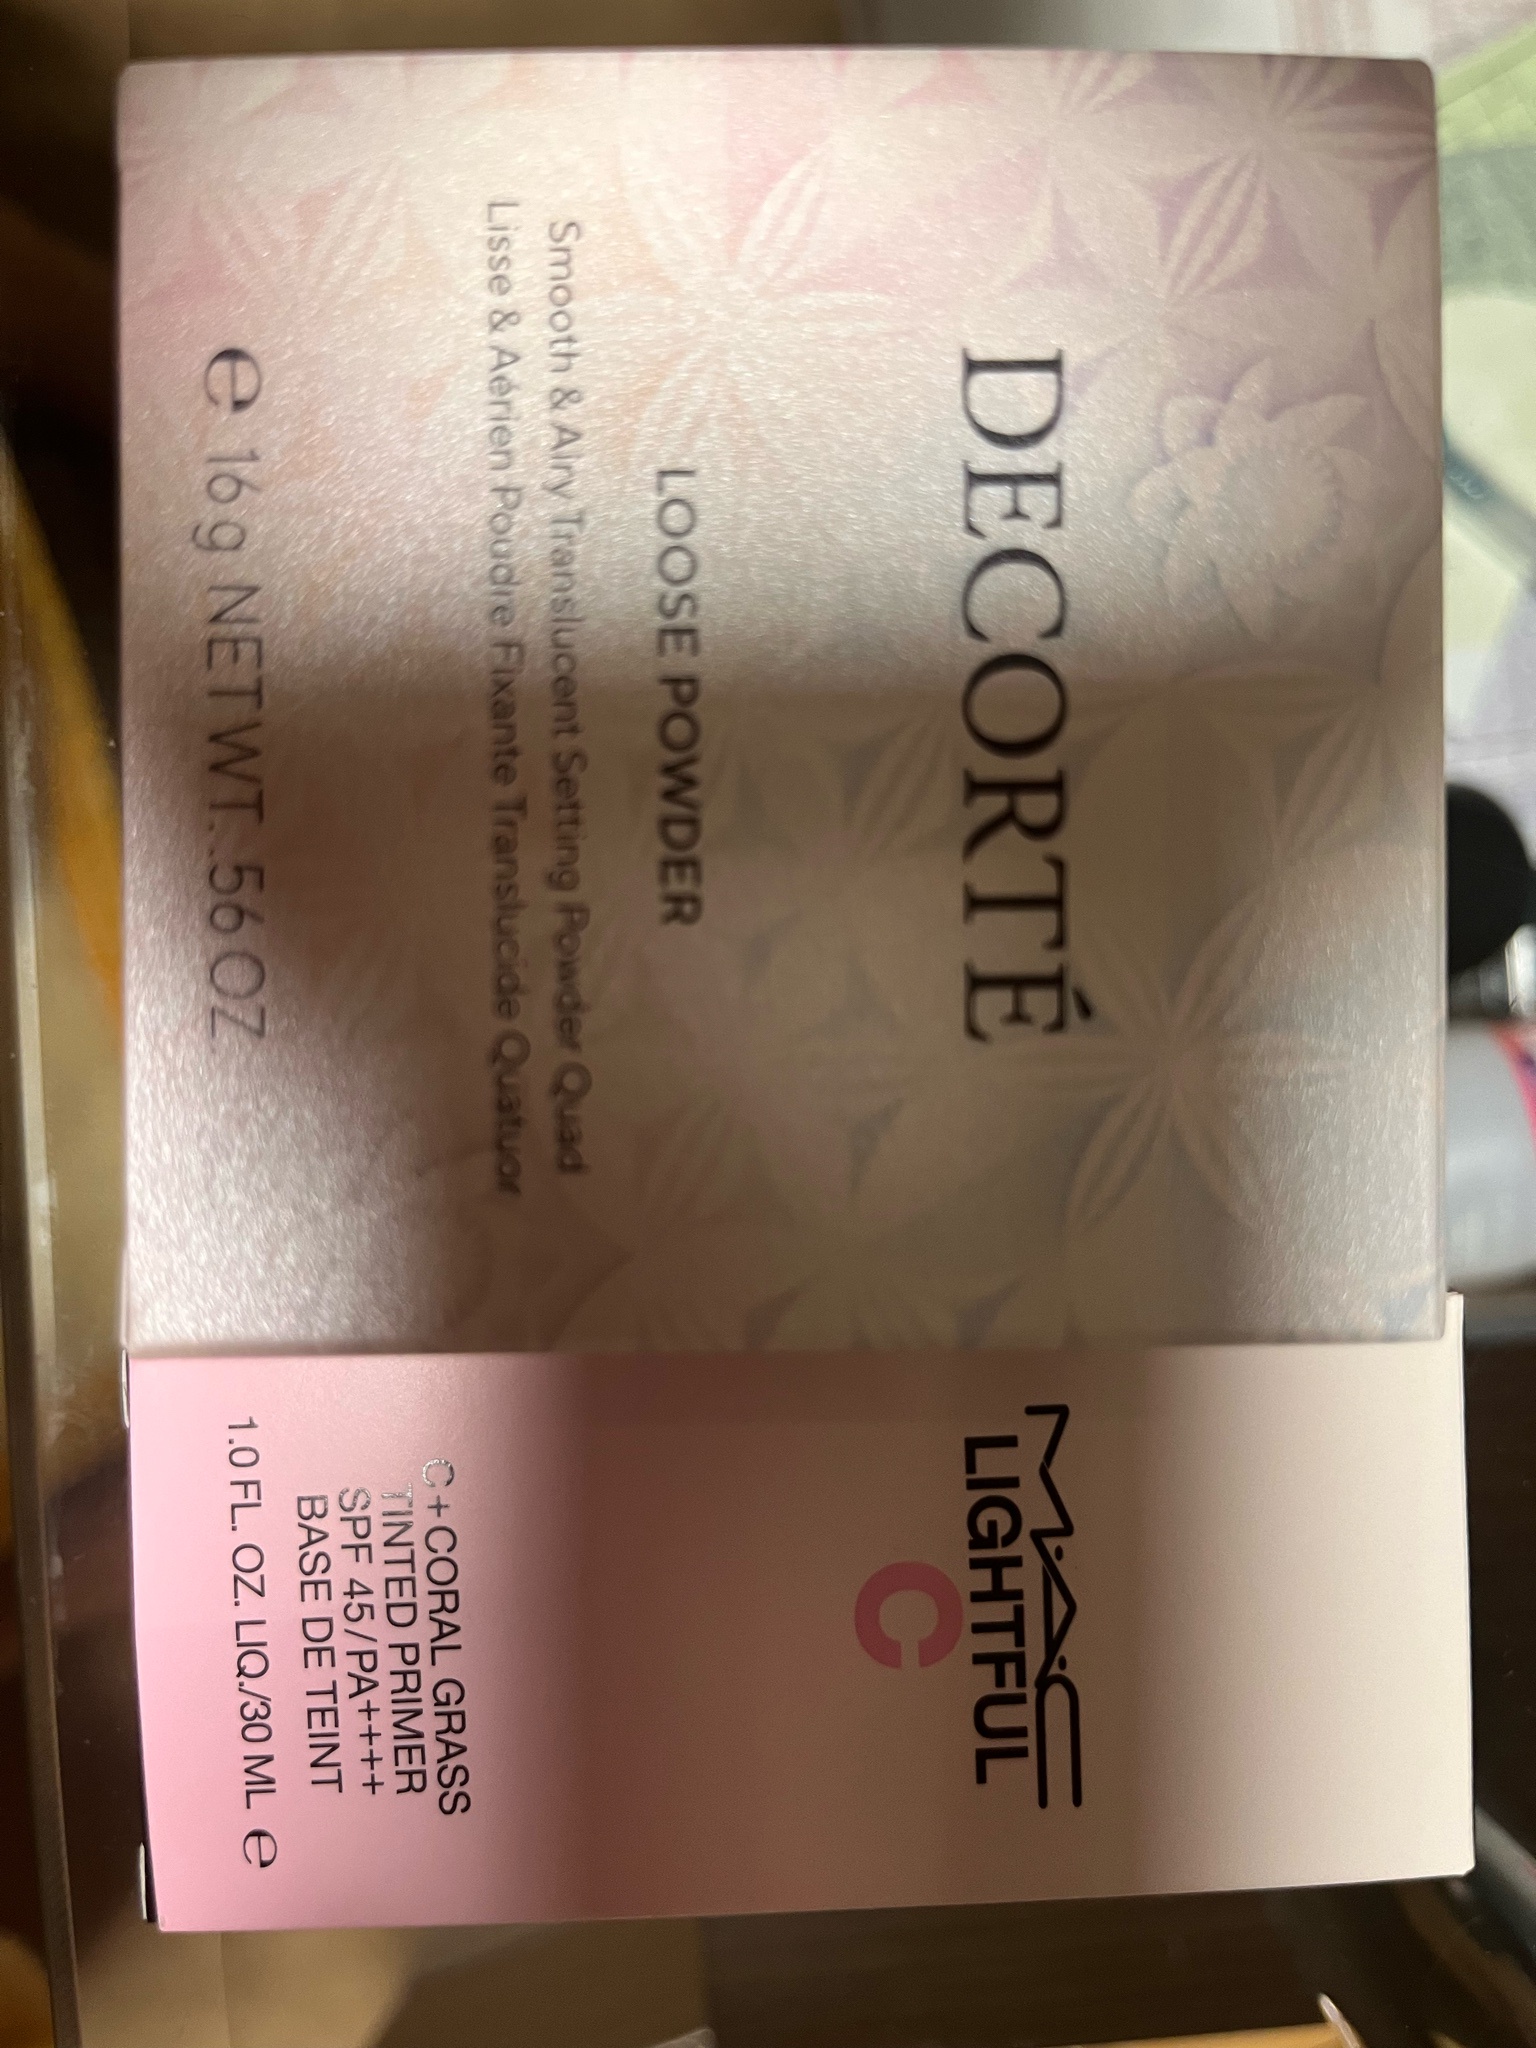 DECORTÉ
LOOSE POWDER
Smooth & Airy Translucent Setting Powder Quad
Lisse & Aérien Poudre Fixante Translucide Quatuor
e 16 g NET WT. .56 OZ.
MAC
LIGHTFUL
C
C+CORAL GRASS
TINTED PRIMER
SPF 45/PA++++
BASE DE TEINT
1.0 FL. OZ. LIQ./30 ML e